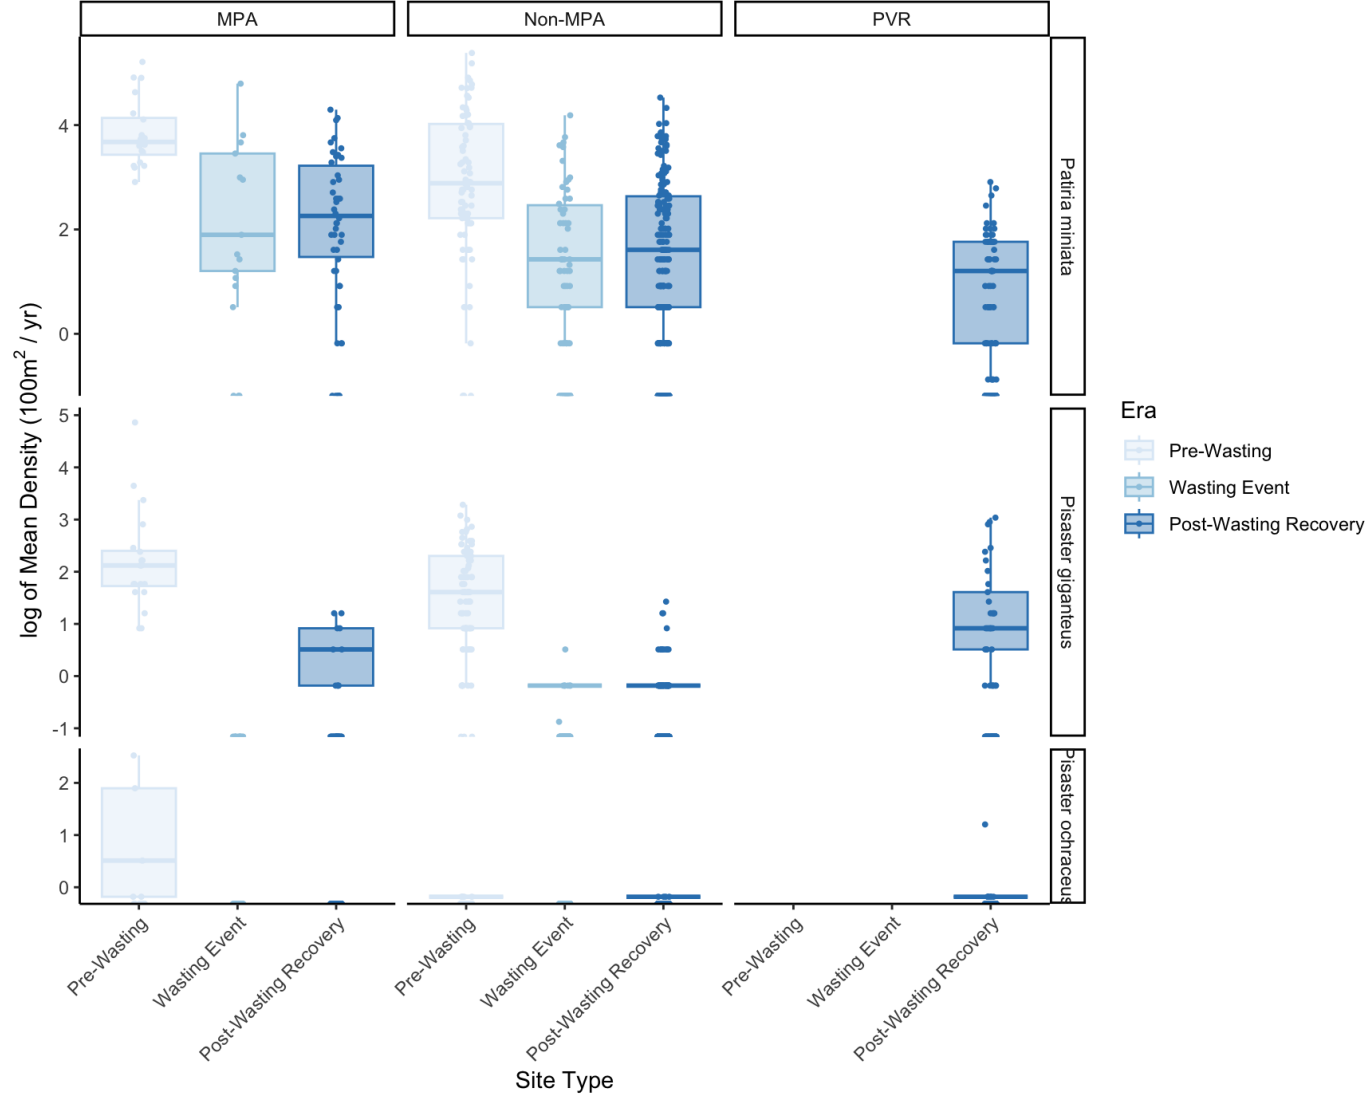 MPA
Non-MPA
PVR
log of Mean Density (100m² / yr)
4
2
0
Patiria miniata
5
4
3
2
1
0
-1
Pisaster giganteus
2
1
0
Pisaster ochraceus
Pre-Wasting
Wasting Event
Post-Wasting Recovery
Pre-Wasting
Wasting Event
Post-Wasting Recovery
Pre-Wasting
Wasting Event
Post-Wasting Recovery
Site Type
Era
Pre-Wasting
Wasting Event
Post-Wasting Recovery